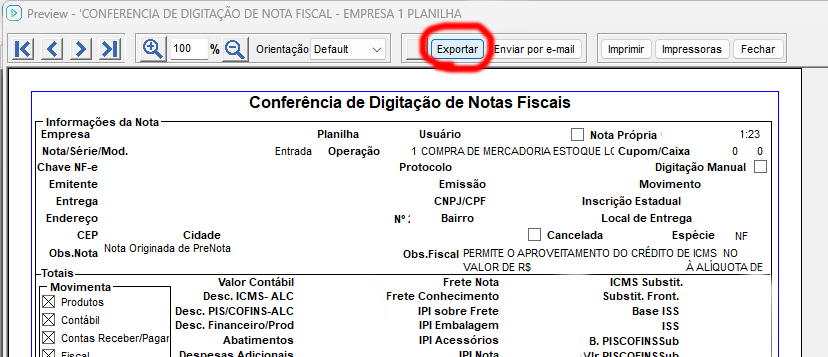 Preview - 'CONFERENCIA DE DIGITAÇÃO DE NOTA FISCAL - EMPRESA 1 PLANILHA
100 % Orientação Default Exportar Enviar por e-mail Imprimir Impressoras Fechar
Conferência de Digitação de Notas Fiscais
Informações da Nota
Empresa Planilha Usuário Nota Própria 1:23
Nota/Série/Mod. Entrada Operação 1 COMPRA DE MERCADORIA ESTOQUE Cupom/Caixa 0 0
Chave NF-e Protocolo Digitação Manual
Emitente Emissão Movimento
Entrega CNPJ/CPF Inscrição Estadual
Endereço Nº Bairro Local de Entrega
CEP Cidade Cancelada Espécie NF
Obs.Nota Nota Originada de PreNota Obs.Fiscal PERMITE O APROVEITAMENTO DO CRÉDITO DE ICMS NO
VALOR DE R$ À ALÍQUOTA DE
Totais
Movimenta Valor Contábil Frete Nota ICMS Substit.
Produtos Desc. ICMS- ALC Frete Conhecimento Substit. Front.
Contábil Desc. PIS/COFINS-ALC IPI sobre Frete Base ISS
Contas Receber/Pagar Desc. Financeiro/Prod IPI Embalagem ISS
Abatimentos IPI Acessórios B. PISCOFINSSub
Fiscal Despesas Adicionais IPI Nota Vlr PISCOFINSSub